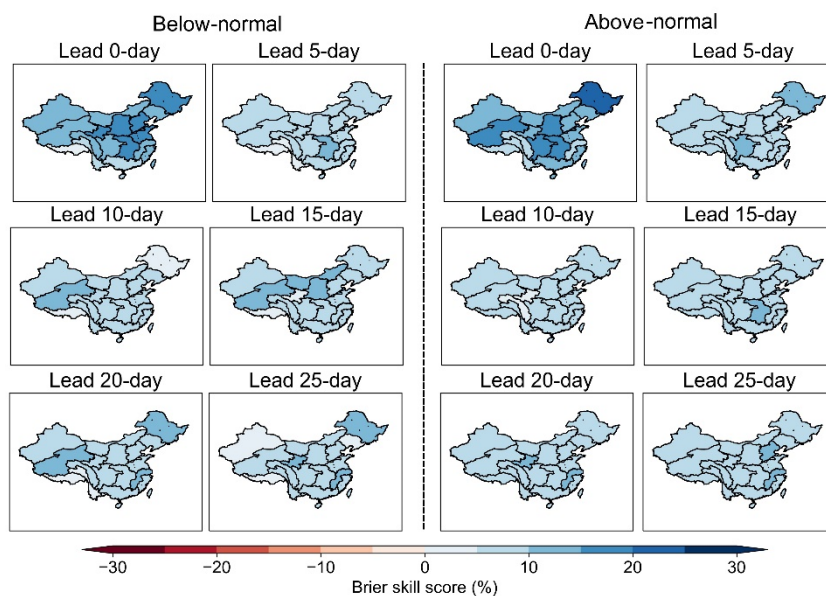 Below-normal
Above-normal
Lead 0-day
Lead 5-day
Lead 0-day
Lead 5-day
Lead 10-day
Lead 15-day
Lead 10-day
Lead 15-day
Lead 20-day
Lead 25-day
Lead 20-day
Lead 25-day
−30
−20
−10
0
10
20
30
Brier skill score (%)